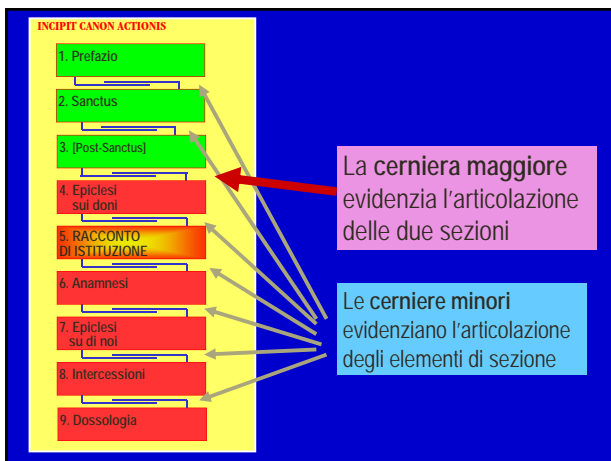 INCIPIT CANON ACTIONIS
1. Prefazio
2. Sanctus
3. [Post-Sanctus]
4. Epiclesi
sui doni
5. RACCONTO
DI ISTITUZIONE
6. Anamnesi
7. Epiclesi
su di noi
8. Intercessioni
9. Dossologia
La cerniera maggiore
evidenzia l'articolazione
delle due sezioni
Le cerniere minori
evidenziano l'articolazione
degli elementi di sezione